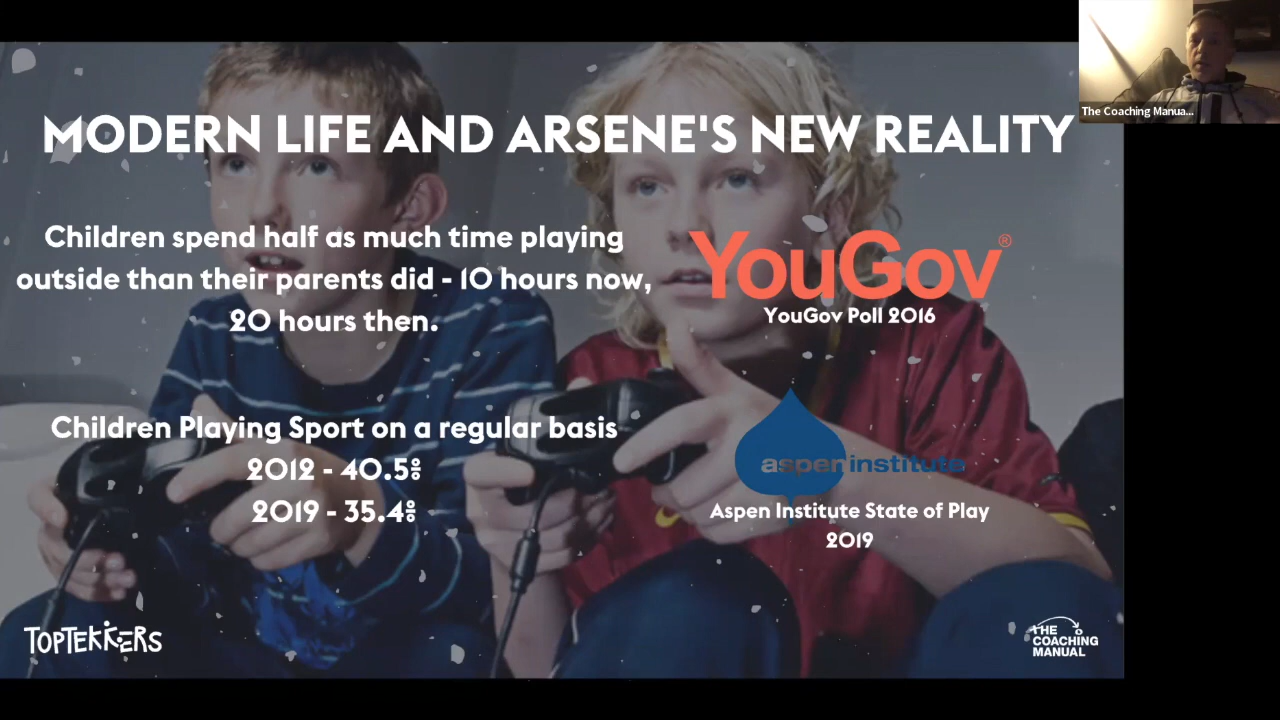 The Coaching Manua...
MODERN LIFE AND ARSENE'S NEW REALITY
Children spend half as much time playing
outside than their parents did - 10 hours now,
20 hours then.
YouGov®
YouGov Poll 2016
Children Playing Sport on a regular basis
2012 - 40.5%
2019 - 35.4%
aspen institute
Aspen Institute State of Play
2019
TOPTEKKERS
THE
COACHING
MANUAL